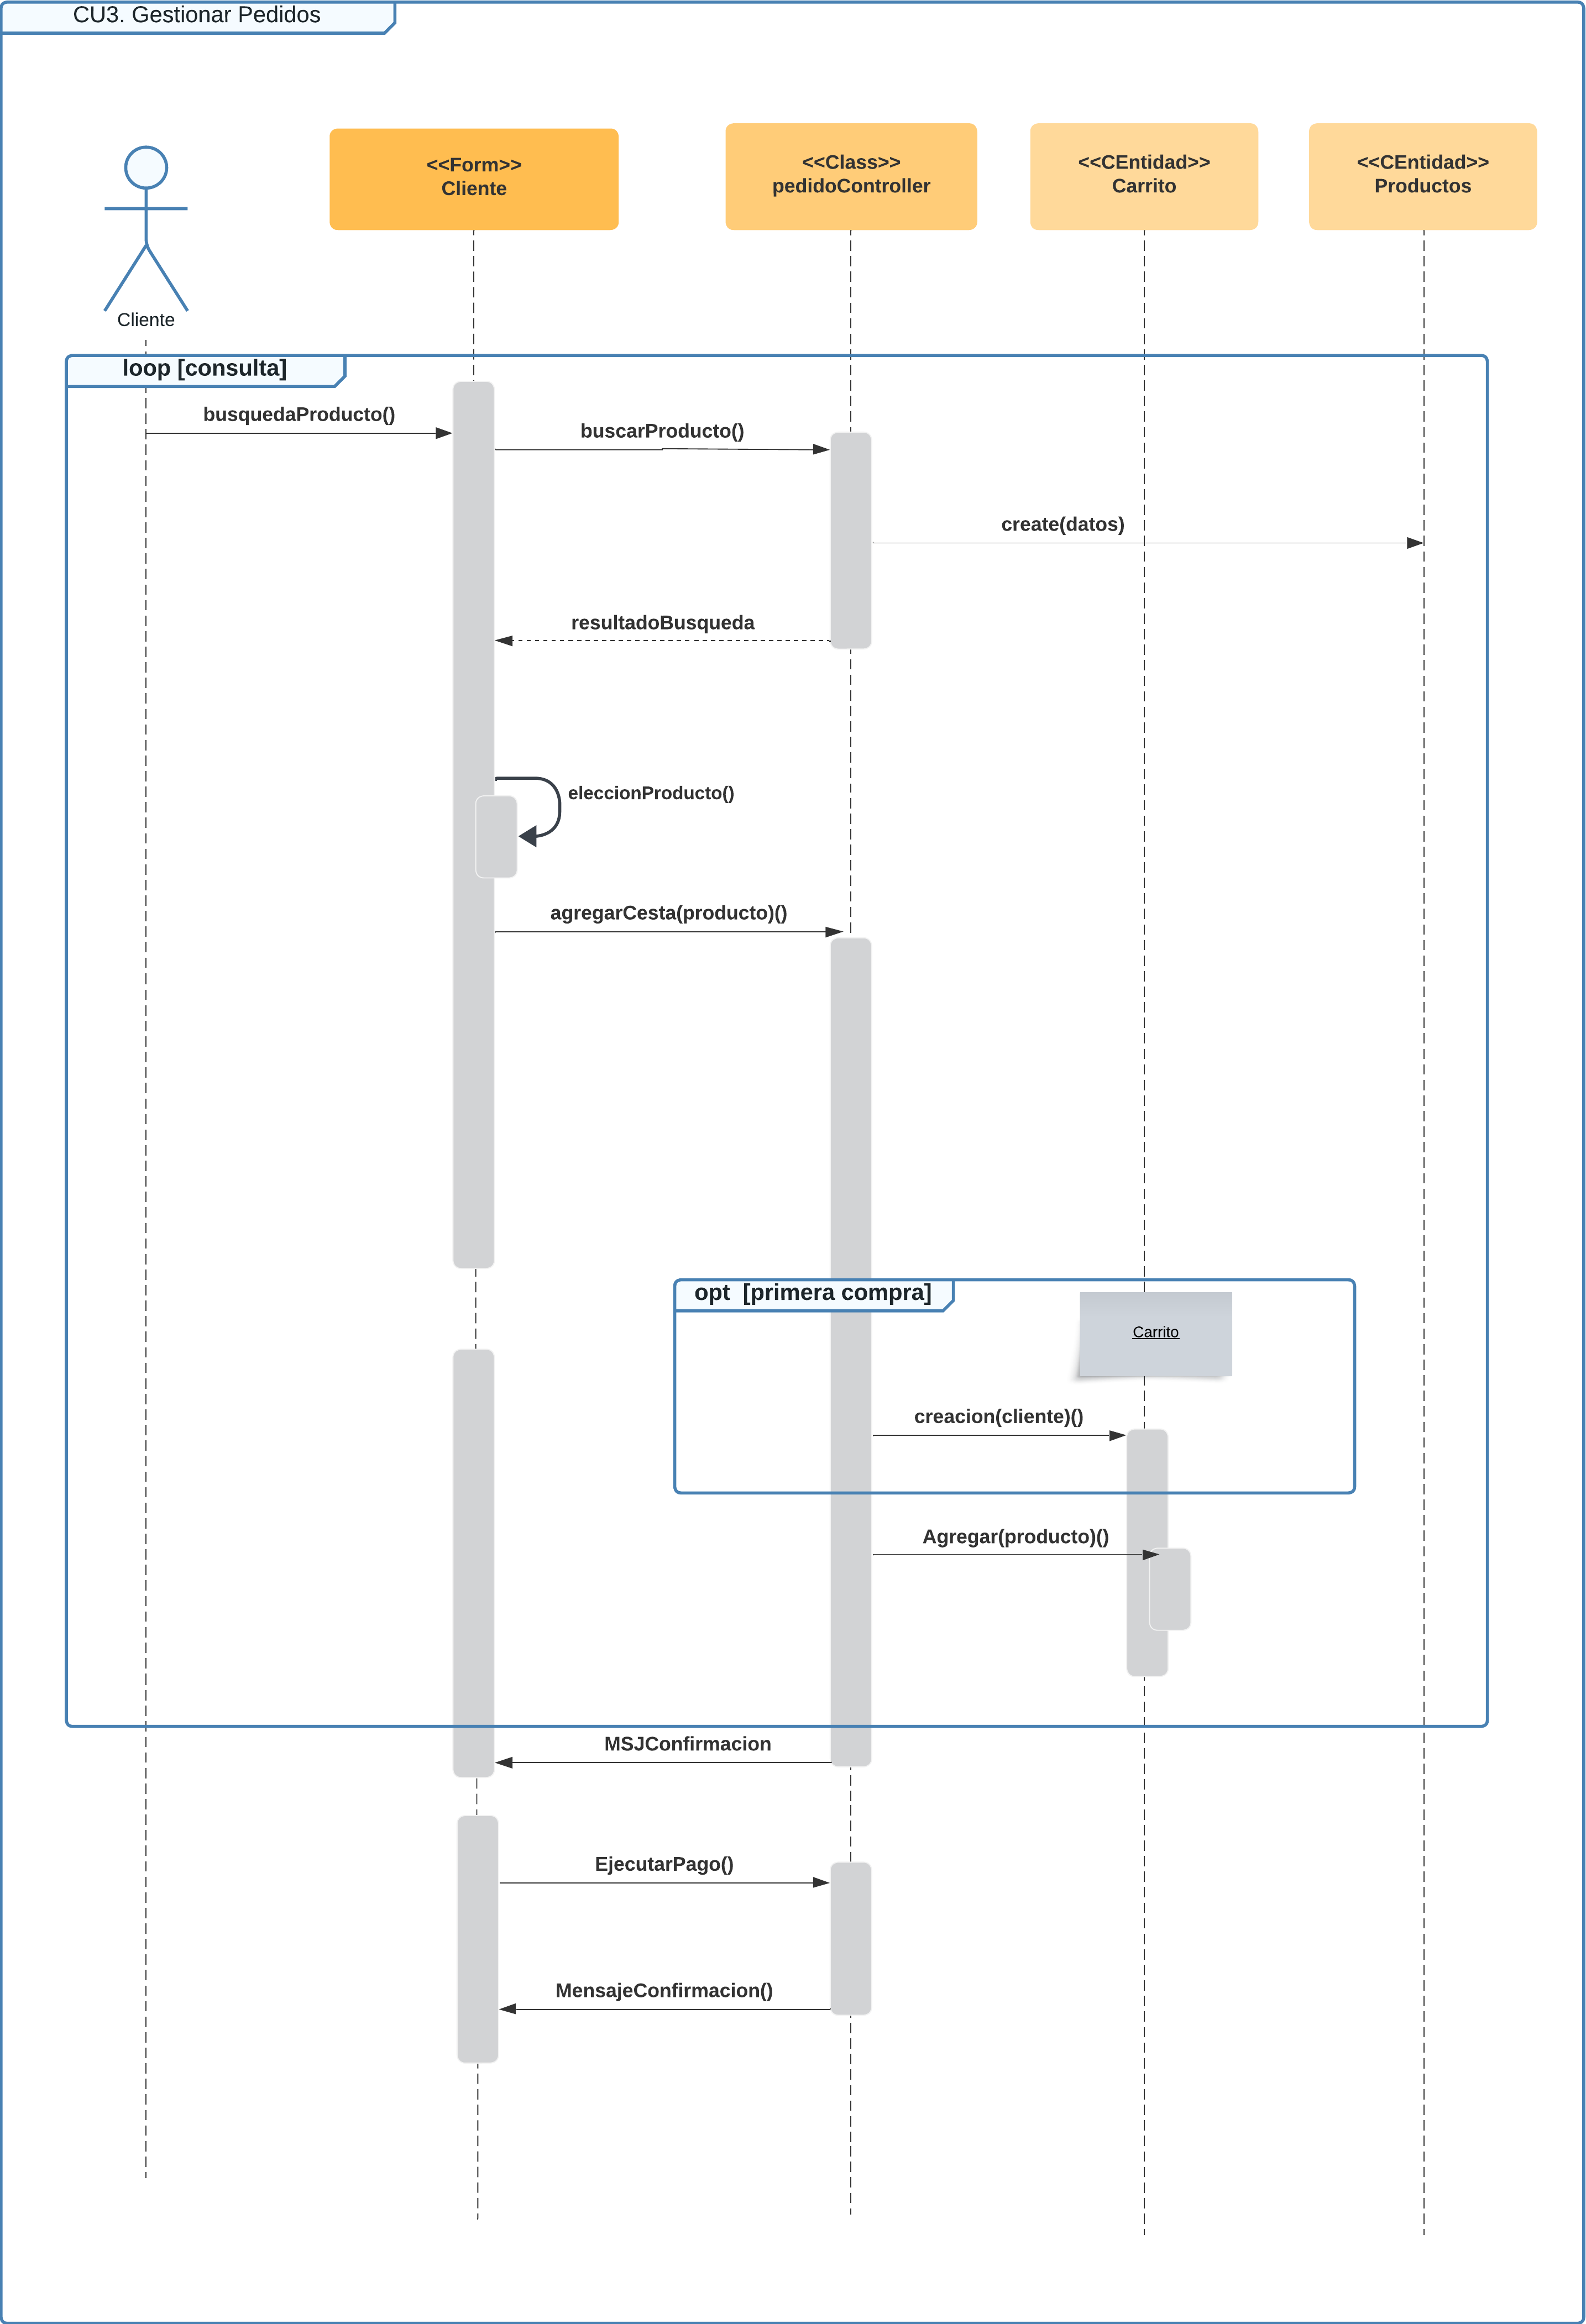 CU3. Gestionar Pedidos
<<Form>>
Cliente
<<Class>>
pedidoController
<<CEntidad>>
Carrito
<<CEntidad>>
Productos
Cliente
loop [consulta]
busquedaProducto()
buscarProducto()
create(datos)
resultadoBusqueda
eleccionProducto()
agregarCesta(producto)()
opt  [primera compra]
Carrito
creacion(cliente)()
Agregar(producto)()
MSJConfirmacion
EjecutarPago()
MensajeConfirmacion()